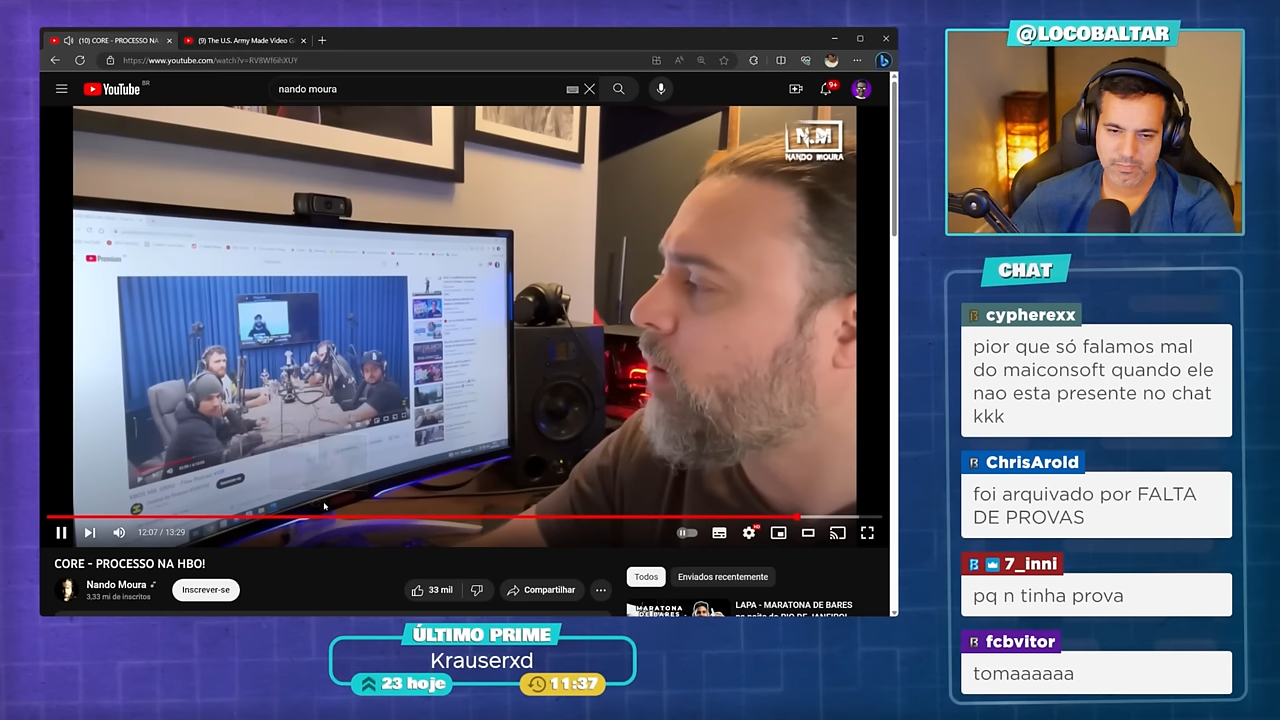 (10) CORE - PROCESSO NA
(9) The U.S. Army Made Video G
https://www.youtube.com/watch?v=RV8Wf6ihXUY
YouTube BR
nando moura
9+
N.M
NANDO MOURA
Premium
12:07 / 13:29
HD
CORE - PROCESSO NA HBO!
Nando Moura
3,33 mi de inscritos
Inscrever-se
33 mil
Compartilhar
Todos
Enviados recentemente
MARATONA
LAPA - MARATONA DE BARES
ÚLTIMO PRIME
Krauserxd
23 hoje
11:37
@LOCOBALTAR
CHAT
cypherexx
pior que só falamos mal
do maiconsoft quando ele
nao esta presente no chat
kkk
ChrisArold
foi arquivado por FALTA
DE PROVAS
7_inni
pq n tinha prova
fcbvitor
tomaaaaaa